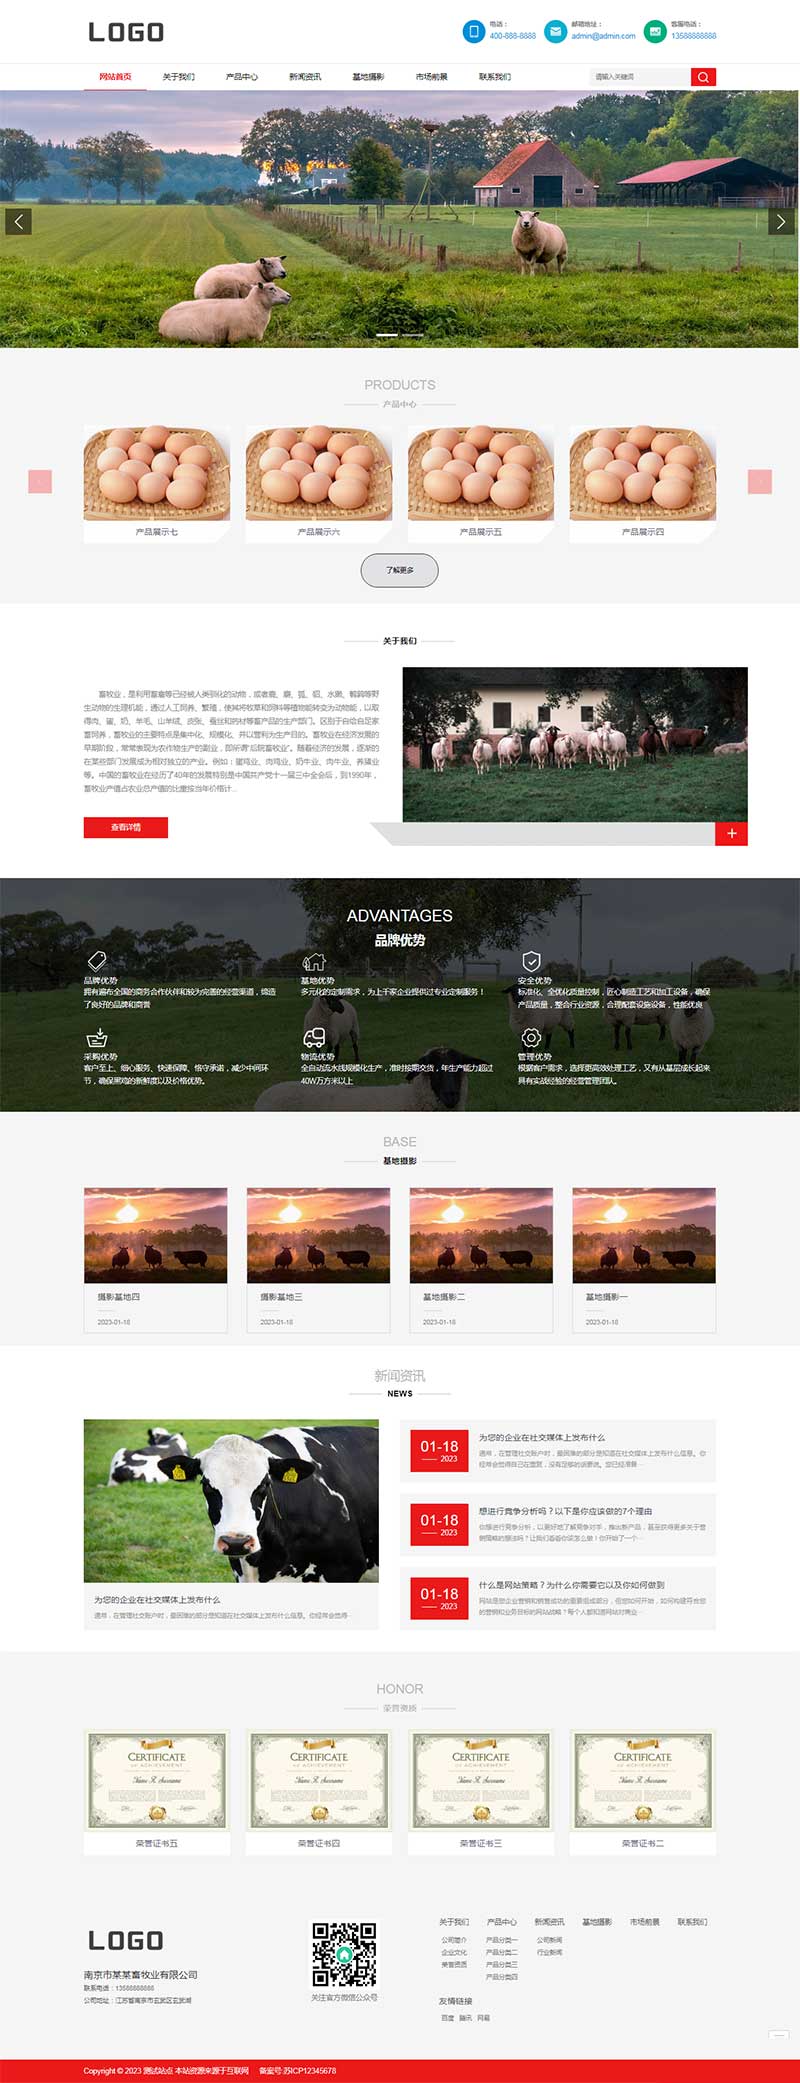 LOGO
电话：
400-888-8888
邮箱地址：
admin@admin.com
客服电话：
13588888888
网站首页
关于我们
产品中心
新闻资讯
基地摄影
市场前景
联系我们
请输入关键词
PRODUCTS
产品中心
产品展示七
产品展示六
产品展示五
产品展示四
了解更多
关于我们
畜牧业，是利用畜禽等已经被人类驯化的动物，或者鹿、麝、狐、貂、水獭、鹌鹑等野
生动物的生理机能，通过人工饲养、繁殖，使其将牧草和饲料等植物能转变为动物能，以取
得肉、蛋、奶、羊毛、山羊绒、皮张、蚕丝和药材等畜产品的生产部门。区别于自给自足家
畜饲养，畜牧业的主要特点是集中化、规模化、并以营利为生产目的。畜牧业在经济发展的
早期阶段，常常表现为农作物生产的副业，即所谓“后院畜牧业”。随着经济的发展，逐渐的
在某些部门发展成为相对独立的产业。例如：蛋鸡业、肉鸡业、奶牛业、肉牛业、养猪业
等。中国的畜牧业在经历了40年的发展特别是中国共产党十一届三中全会后，到1990年，
畜牧业产值占农业总产值的比重按当年价格计...
查看详情
ADVANTAGES
品牌优势
品牌优势
拥有遍布全国的商务合作伙伴和较为完善的经营渠道，缔造
了良好的品牌和商誉
基地优势
多元化的定制需求，为上千家企业提供过专业定制服务！
安全优势
标准化、全优化质量控制，匠心制造工艺和加工设备，确保
产品质量，整合行业资源，合理配套设施设备，性能优良
采购优势
客户至上、细心服务、快速保障、恪守承诺，减少中间环
节，确保黑鸡的新鲜度以及价格优势。
物流优势
全自动流水线规模化生产，准时按期交货，年生产能力超过
40W万方米以上
管理优势
根据客户需求，选择更高效处理工艺，又有从基层成长起来
具有实战经验的经营管理团队。
BASE
基地摄影
摄影基地四
2023-01-18
摄影基地三
2023-01-18
基地摄影二
2023-01-18
基地摄影一
2023-01-18
新闻资讯
NEWS
为您的企业在社交媒体上发布什么
通常，在管理社交账户时，最困难的部分是知道在社交媒体上发布什么信息。你经常会觉得···
01-18
2023
为您的企业在社交媒体上发布什么
通常，在管理社交账户时，最困难的部分是知道在社交媒体上发布什么信息。你
经常会觉得自己在重复，没有足够的话要说。您已经准备···
01-18
2023
想进行竞争分析吗？以下是你应该做的7个理由
你想进行竞争分析，以更好地了解竞争对手，推出新产品，甚至获得更多关于营
销策略的想法吗？让我们看看你该怎么做！你开始了一个···
01-18
2023
什么是网站策略？为什么你需要它以及你如何做到
网站是您企业营销和销售成功的重要组成部分，但您如何开始，如何构建符合您
的营销和业务目标的网站战略？每个人都知道网站对商业···
HONOR
荣誉资质
CERTIFICATE
OF ACHIEVEMENT
Name & Surname
荣誉证书五
CERTIFICATE
OF ACHIEVEMENT
Name & Surname
荣誉证书四
CERTIFICATE
OF ACHIEVEMENT
Name & Surname
荣誉证书三
CERTIFICATE
OF ACHIEVEMENT
Name & Surname
荣誉证书二
LOGO
南京市某某畜牧业有限公司
联系电话：13588888888
公司地址：江苏省南京市玄武区玄武湖
关注官方微信公众号
关于我们
公司简介
企业文化
荣誉资质
产品中心
产品分类一
产品分类二
产品分类三
产品分类四
新闻资讯
公司新闻
行业新闻
基地摄影
市场前景
联系我们
友情链接
百度 腾讯 网易
Copyright © 2023 测试站点 本站资源来源于互联网 备案号:苏ICP12345678